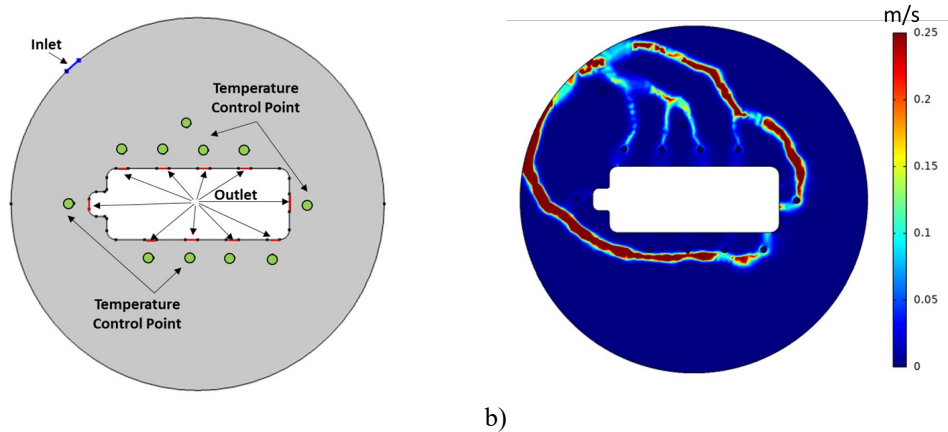 Inlet
Temperature
Control Point
Outlet
Temperature
Control Point
m/s
0.25
0.2
0.15
0.1
0.05
0
b)